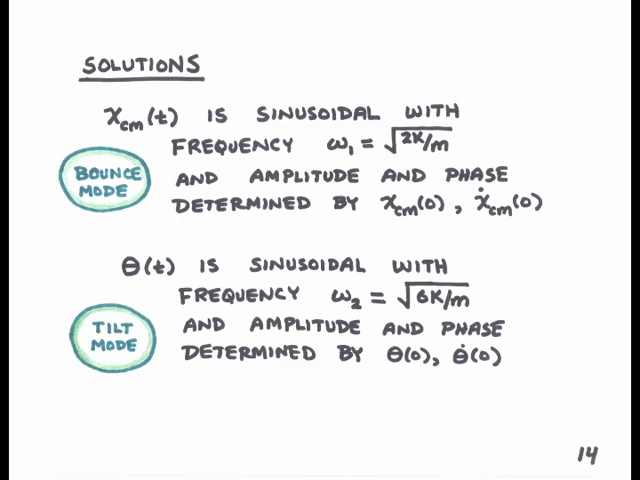 SOLUTIONS
x_cm(t) IS SINUSOIDAL WITH
FREQUENCY ω₁ = √2K/m
BOUNCE MODE
AND AMPLITUDE AND PHASE
DETERMINED BY x_cm(0), ẋ_cm(0)
θ(t) IS SINUSOIDAL WITH
FREQUENCY ω₂ = √6K/m
TILT MODE
AND AMPLITUDE AND PHASE
DETERMINED BY θ(0), θ̇(0)
14